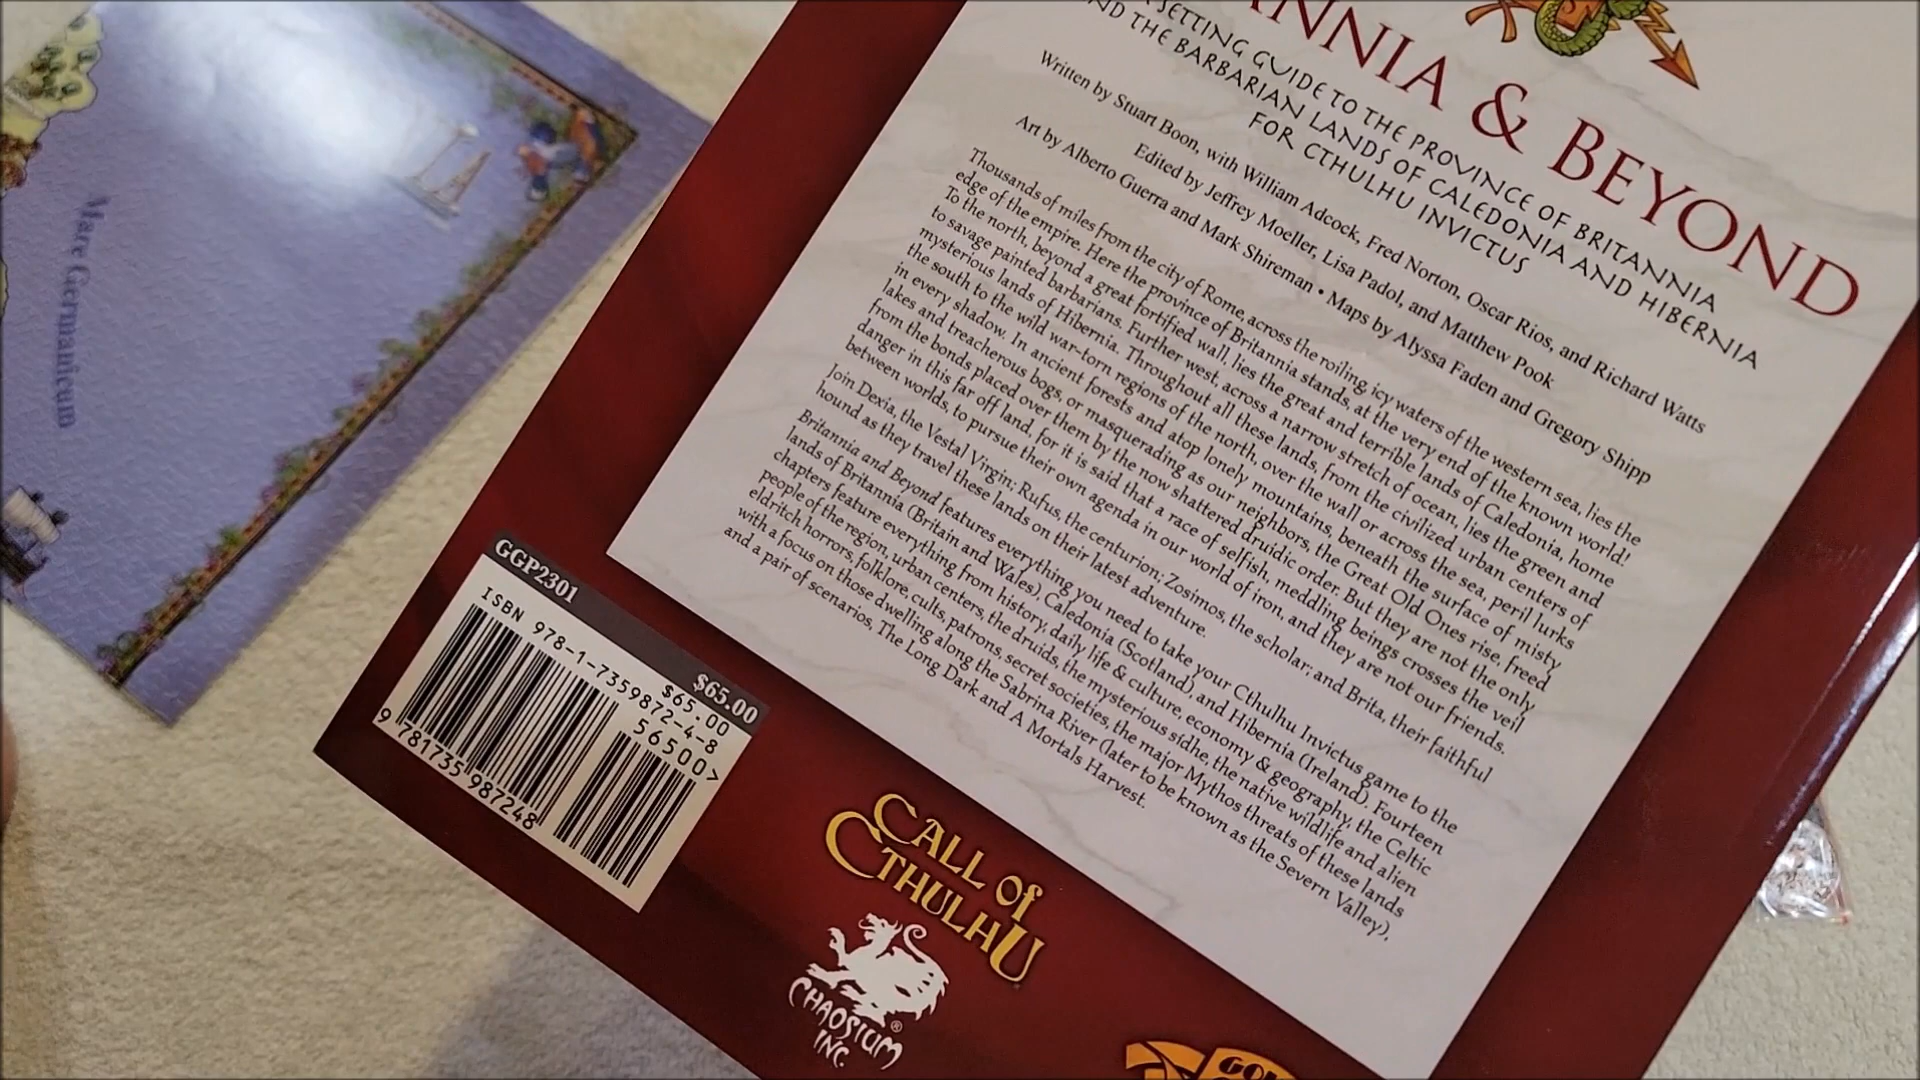 Mare Germanicum
& BEYOND
SETTING GUIDE TO THE PROVINCE OF BRITANNIA
THE BARBARIAN LANDS OF CALEDONIA AND HIBERNIA
FOR CTHULHU INVICTUS
Written by Stuart Boon, with William Adcock, Fred Norton, Oscar Rios, and Richard Watts
Edited by Jeffrey Moeller, Lisa Padol, and Matthew Pook
Art by Alberto Guerra and Mark Shireman • Maps by Alyssa Faden and Gregory Shipp
Thousands of miles from the city of Rome, across the roiling, icy waters of the western sea, lies the
edge of the empire. Here the province of Britannia stands, at the very end of the known world!
To the north, beyond a great fortified wall, lies the great and terrible lands of Caledonia, home
to savage painted barbarians. Further west, across a narrow stretch of ocean, lies the green and
mysterious lands of Hibernia. Throughout all these lands, from the civilized urban centers of
the south to the wild war-torn regions of the north, over the wall or across the sea, peril lurks
in every shadow. In ancient forests and atop lonely mountains, beneath the surface of misty
lakes and treacherous bogs, or masquerading as our neighbors, the Great Old Ones rise, freed
from the bonds placed over them by the now shattered druidic order. But they are not the only
danger in this far off land, for it is said that a race of selfish, meddling beings crosses the veil
between worlds, to pursue their own agenda in our world of iron, and they are not our friends.
Join Dexia, the Vestal Virgin; Rufus, the centurion; Zosimos, the scholar; and Brita, their faithful
hound as they travel these lands on their latest adventure.
Britannia and Beyond features everything you need to take your Cthulhu Invictus game to the
lands of Britannia (Britain and Wales), Caledonia (Scotland), and Hibernia (Ireland). Fourteen
chapters feature everything from history, daily life & culture, economy & geography, the Celtic
people of the region, urban centers, the druids, the mysterious sídhe, the native wildlife and alien
eldritch horrors, folklore, cults, patrons, secret societies, the major Mythos threats of these lands
with a focus on those dwelling along the Sabrina River (later to be known as the Severn Valley),
and a pair of scenarios, The Long Dark and A Mortals Harvest.
GGP2301
$65.00
ISBN 978-1-7359872-4-8
$65.00
56500>
9 781735 987248
CALL of
CTHULHU
CHAOSIUM
INC.